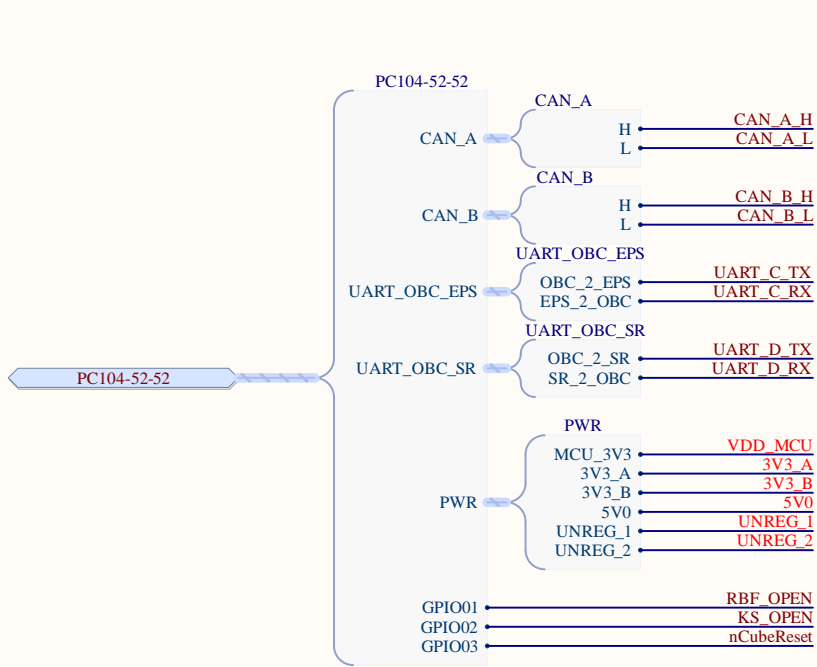 PC104-52-52
CAN_A
CAN_A H CAN_A_H
L CAN_A_L
CAN_B
CAN_B H CAN_B_H
L CAN_B_L
UART_OBC_EPS
UART_OBC_EPS OBC_2_EPS UART_C_TX
EPS_2_OBC UART_C_RX
UART_OBC_SR
UART_OBC_SR OBC_2_SR UART_D_TX
SR_2_OBC UART_D_RX
PC104-52-52
PWR
MCU_3V3 VDD_MCU
3V3_A 3V3_A
3V3_B 3V3_B
PWR 5V0 5V0
UNREG_1 UNREG_1
UNREG_2 UNREG_2
GPIO01 RBF_OPEN
GPIO02 KS_OPEN
GPIO03 nCubeReset